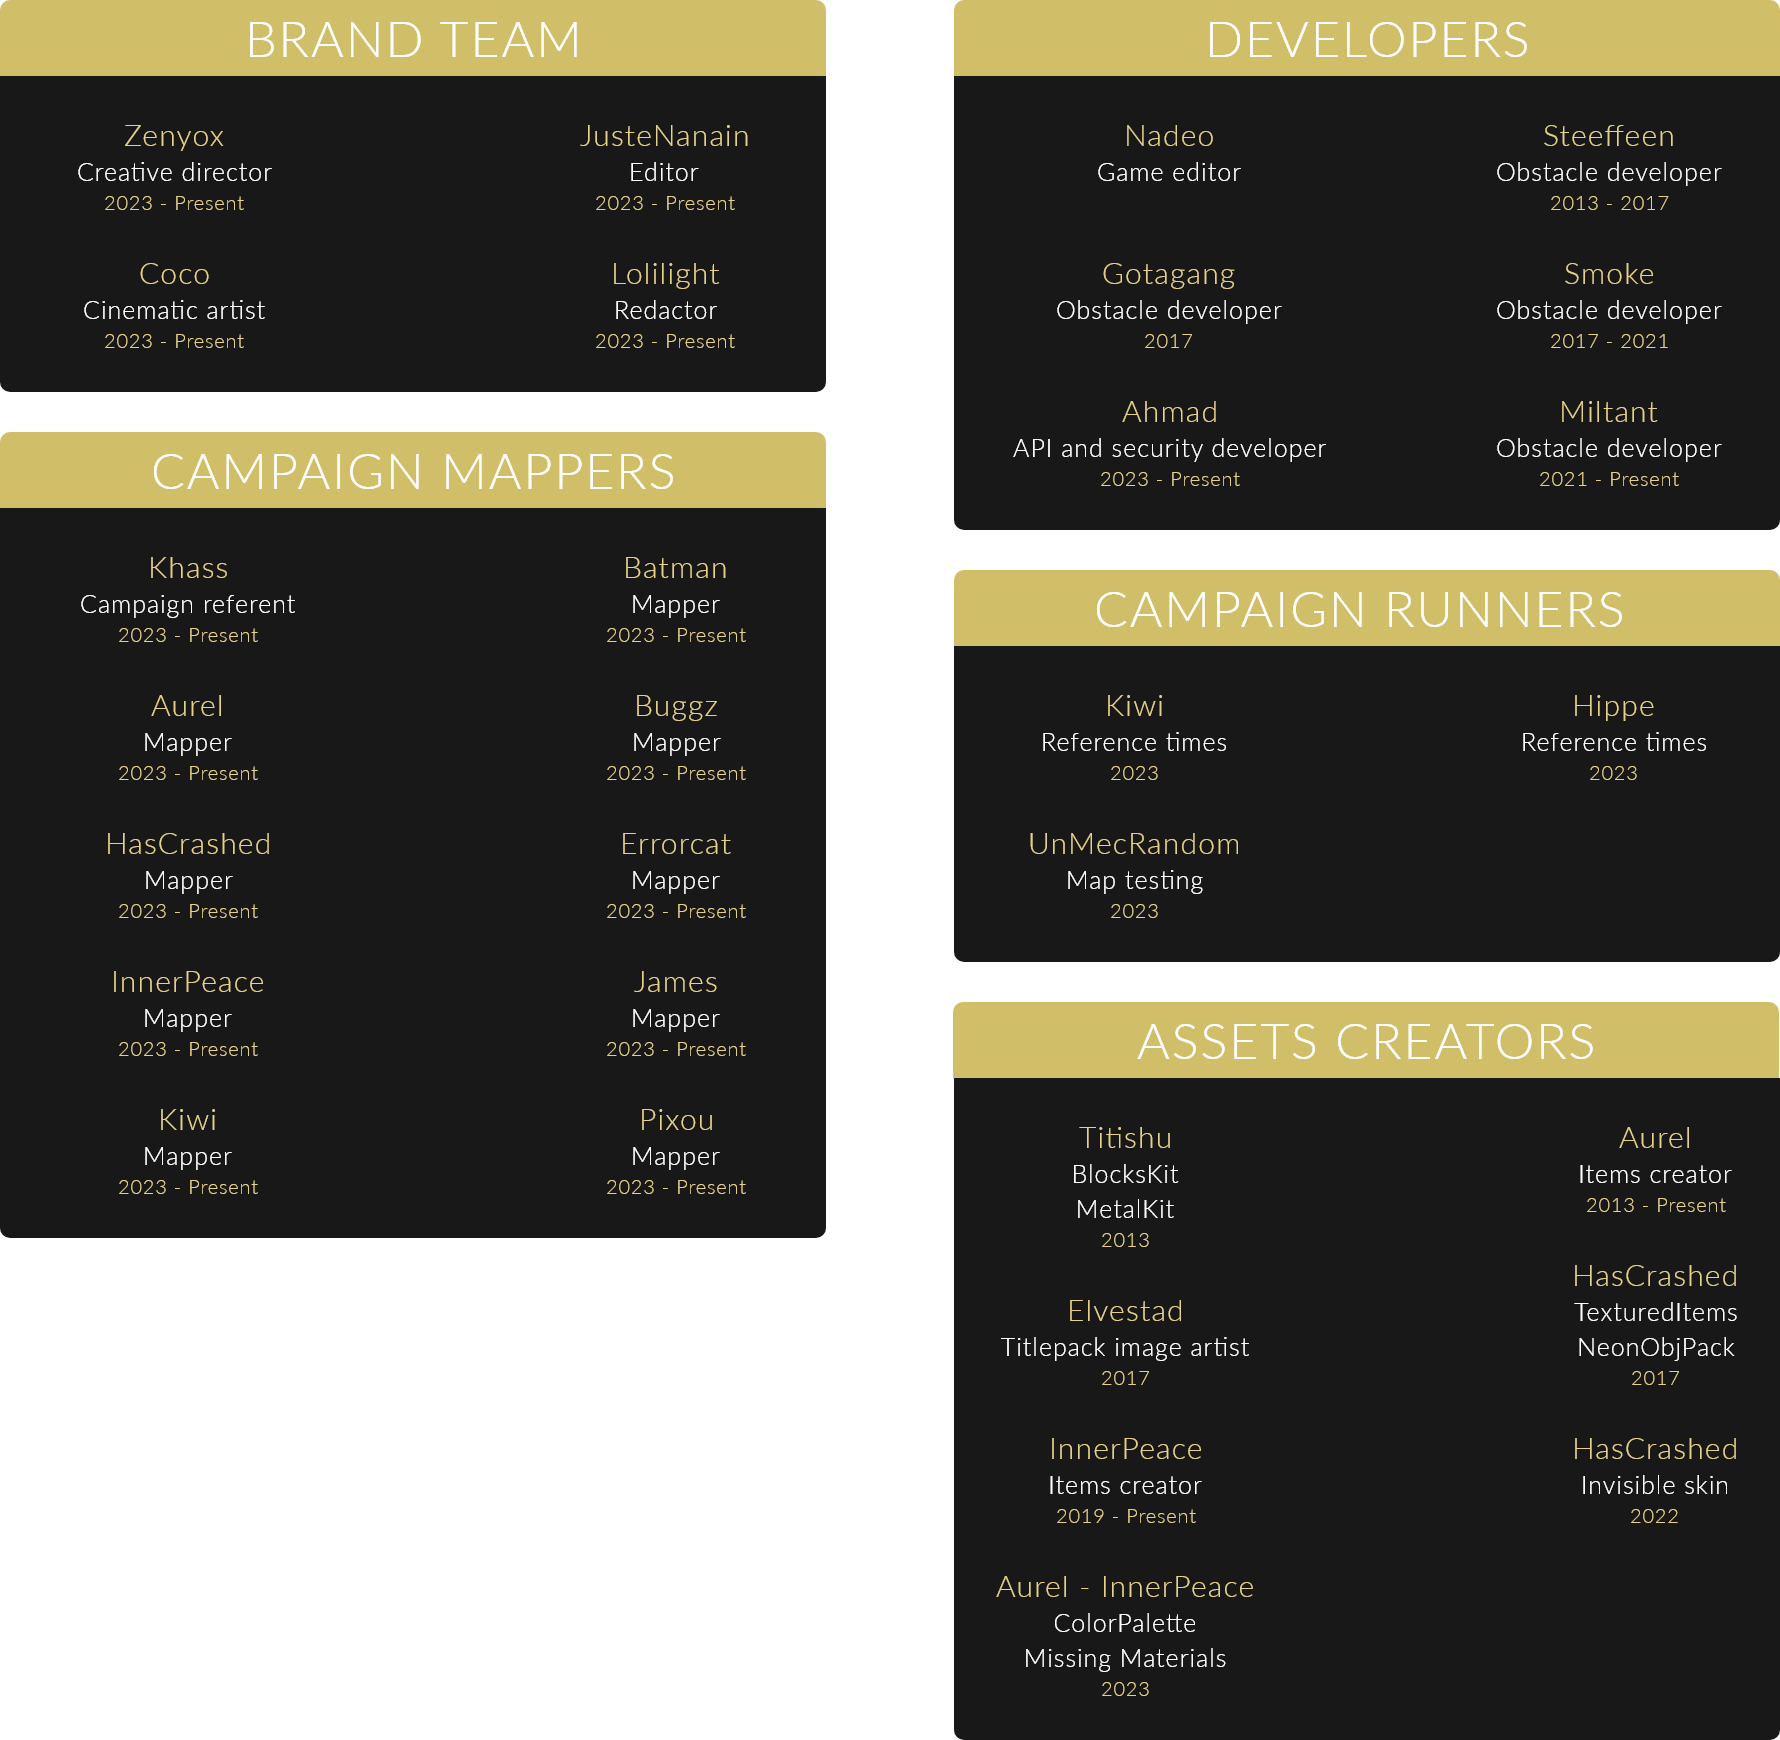 BRAND TEAM
Zenyox
Creative director
2023 - Present
JusteNanain
Editor
2023 - Present
Coco
Cinematic artist
2023 - Present
Lolilight
Redactor
2023 - Present
CAMPAIGN MAPPERS
Khass
Campaign referent
2023 - Present
Batman
Mapper
2023 - Present
Aurel
Mapper
2023 - Present
Buggz
Mapper
2023 - Present
HasCrashed
Mapper
2023 - Present
Errorcat
Mapper
2023 - Present
InnerPeace
Mapper
2023 - Present
James
Mapper
2023 - Present
Kiwi
Mapper
2023 - Present
Pixou
Mapper
2023 - Present
DEVELOPERS
Nadeo
Game editor
Steeffeen
Obstacle developer
2013 - 2017
Gotagang
Obstacle developer
2017
Smoke
Obstacle developer
2017 - 2021
Ahmad
API and security developer
2023 - Present
Miltant
Obstacle developer
2021 - Present
CAMPAIGN RUNNERS
Kiwi
Reference times
2023
Hippe
Reference times
2023
UnMecRandom
Map testing
2023
ASSETS CREATORS
Titishu
BlocksKit
MetalKit
2013
Aurel
Items creator
2013 - Present
Elvestad
Titlepack image artist
2017
HasCrashed
TexturedItems
NeonObjPack
2017
InnerPeace
Items creator
2019 - Present
HasCrashed
Invisible skin
2022
Aurel - InnerPeace
ColorPalette
Missing Materials
2023